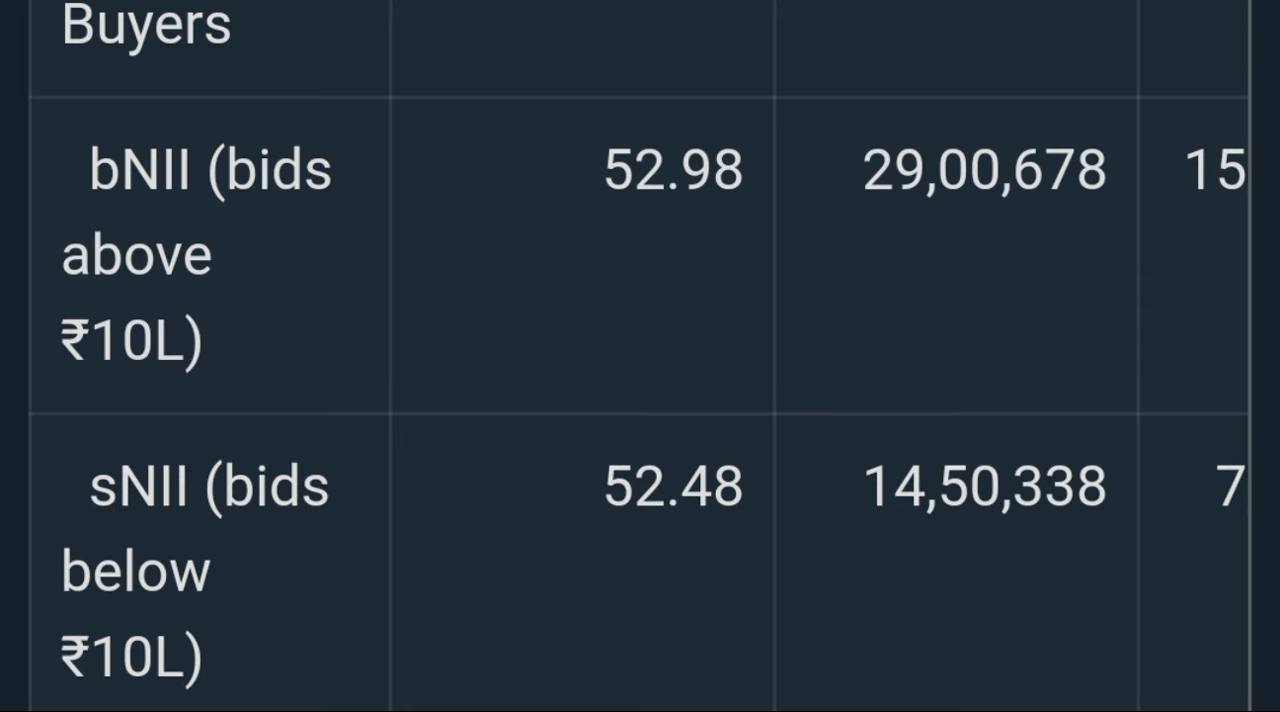 Buyers
bNII (bids above ₹10L) 52.98 29,00,678 15
sNII (bids below ₹10L) 52.48 14,50,338 7